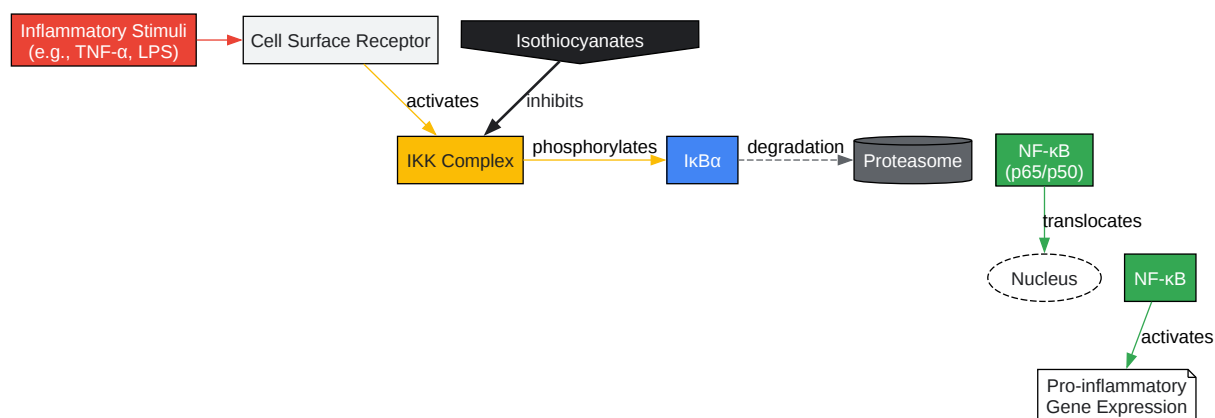 Inflammatory Stimuli
(e.g., TNF-α, LPS)
Cell Surface Receptor
Isothiocyanates
activates
inhibits
IKK Complex
phosphorylates
IκBα
degradation
Proteasome
NF-κB
(p65/p50)
translocates
Nucleus
NF-κB
activates
Pro-inflammatory
Gene Expression